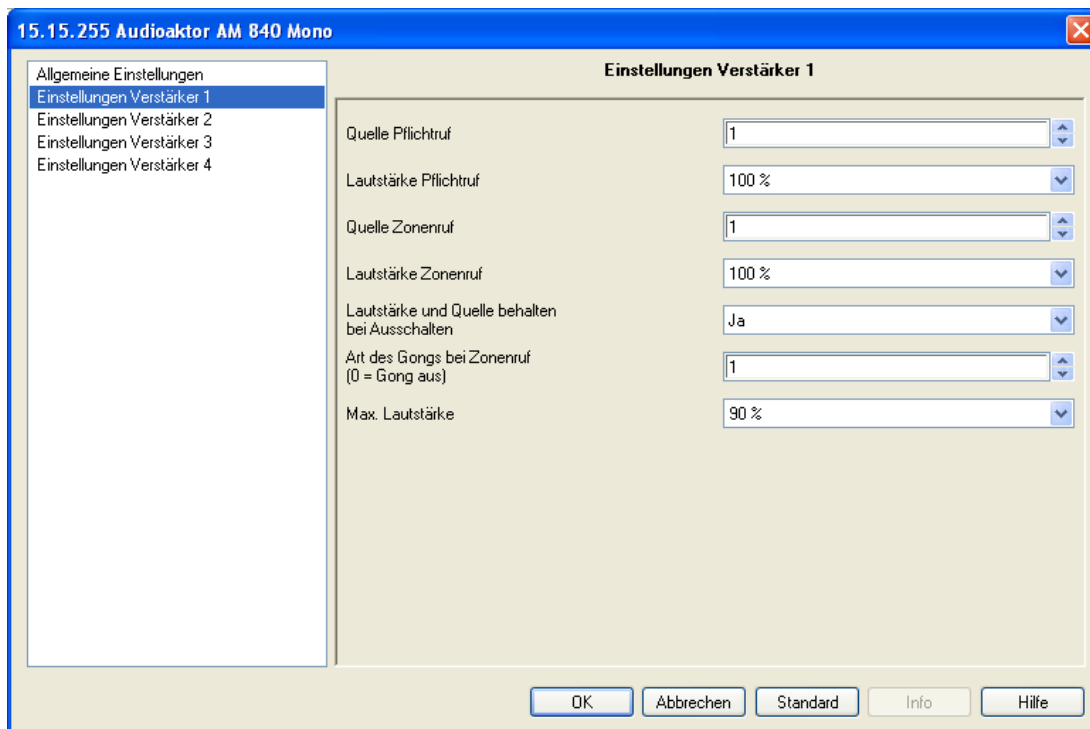 15.15.255 Audioaktor AM 840 Mono
Allgemeine Einstellungen
Einstellungen Verstärker 1
Einstellungen Verstärker 2
Einstellungen Verstärker 3
Einstellungen Verstärker 4
Einstellungen Verstärker 1
Quelle Pflichtruf
1
Lautstärke Pflichtruf
100 %
Quelle Zonenruf
1
Lautstärke Zonenruf
100 %
Lautstärke und Quelle behalten
bei Ausschalten
Ja
Art des Gongs bei Zonenruf
(0 = Gong aus)
1
Max. Lautstärke
90 %
OK
Abbrechen
Standard
Info
Hilfe